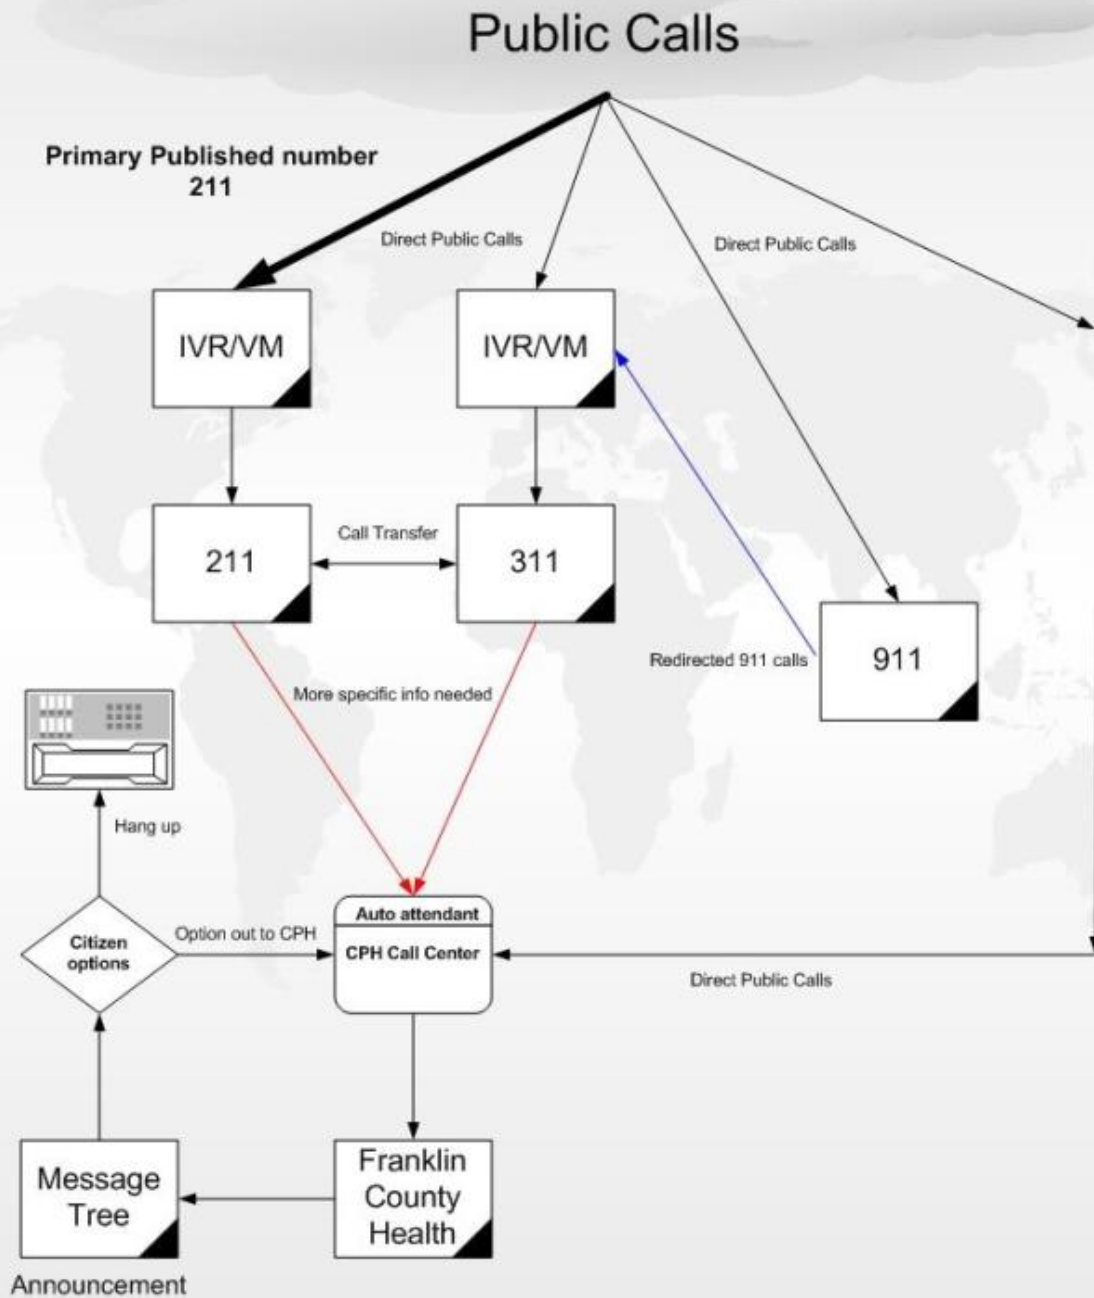 Public Calls
Primary Published number
211
Direct Public Calls
Direct Public Calls
IVR/VM
IVR/VM
Call Transfer
211
311
Redirected 911 calls
911
More specific info needed
Hang up
Citizen
options
Option out to CPH
Auto attendant
CPH Call Center
Direct Public Calls
Message
Tree
Franklin
County
Health
Announcement